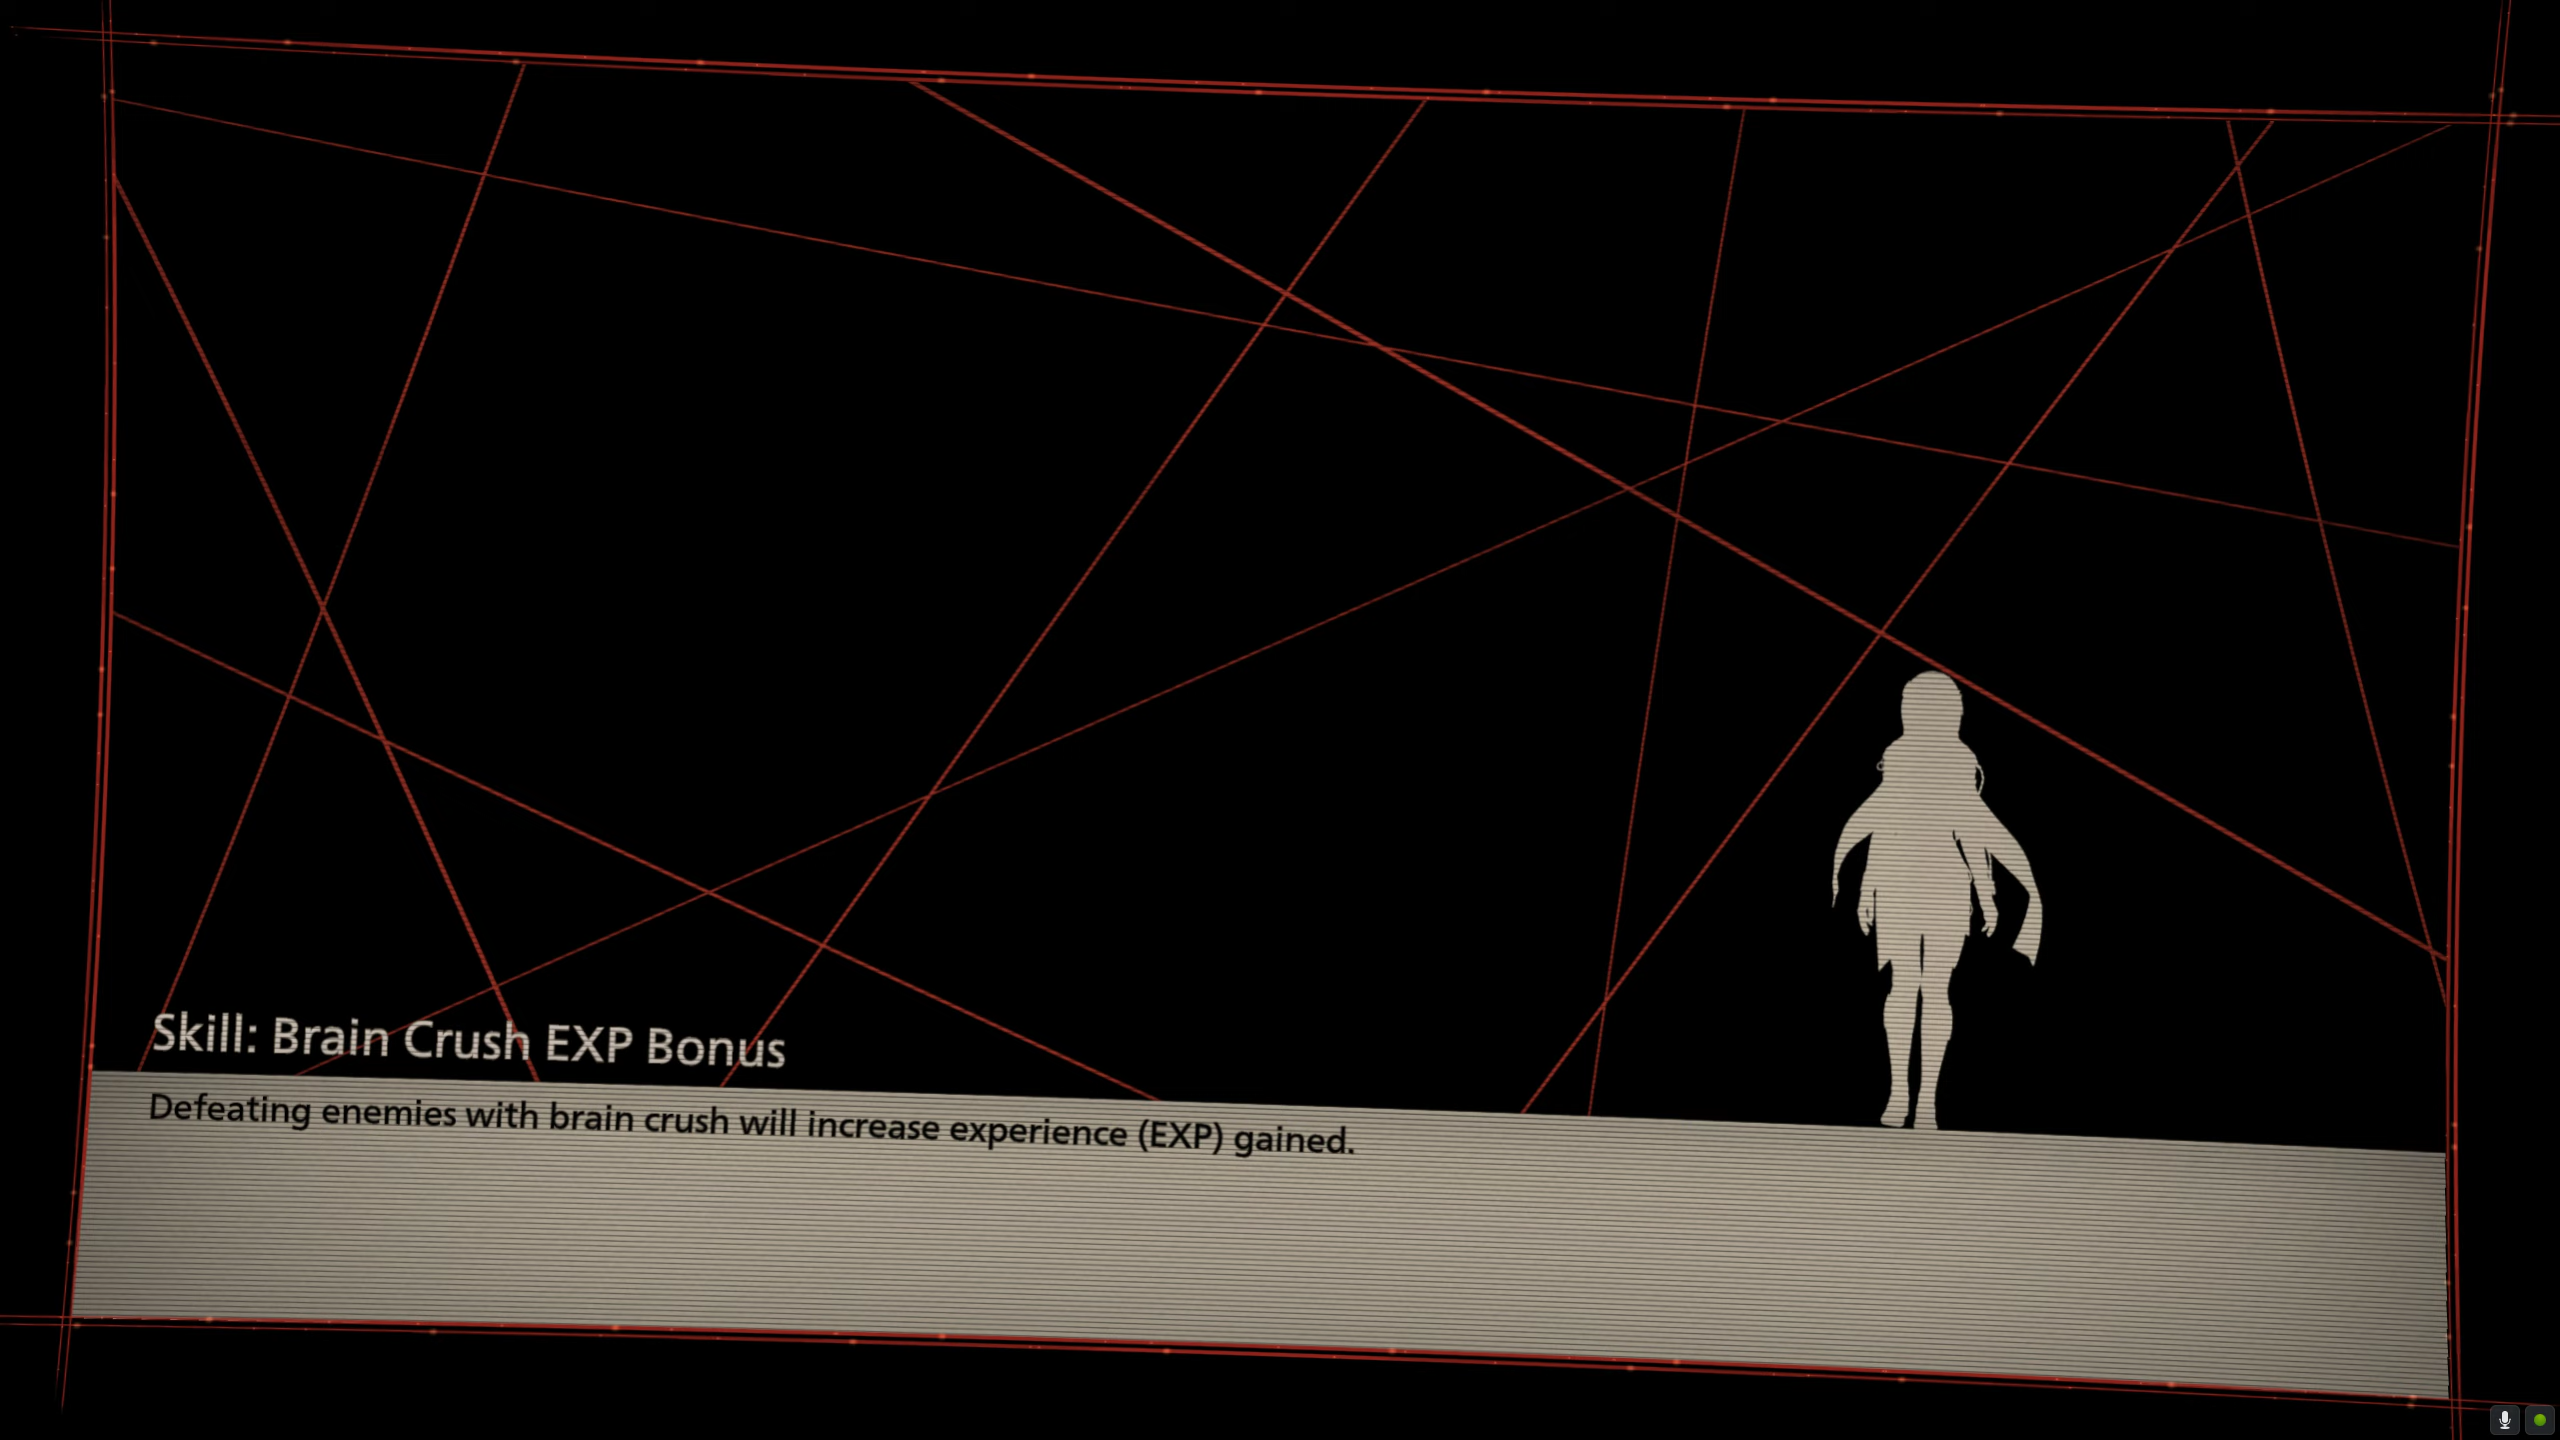 Skill: Brain Crush EXP Bonus
Defeating enemies with brain crush will increase experience (EXP) gained.